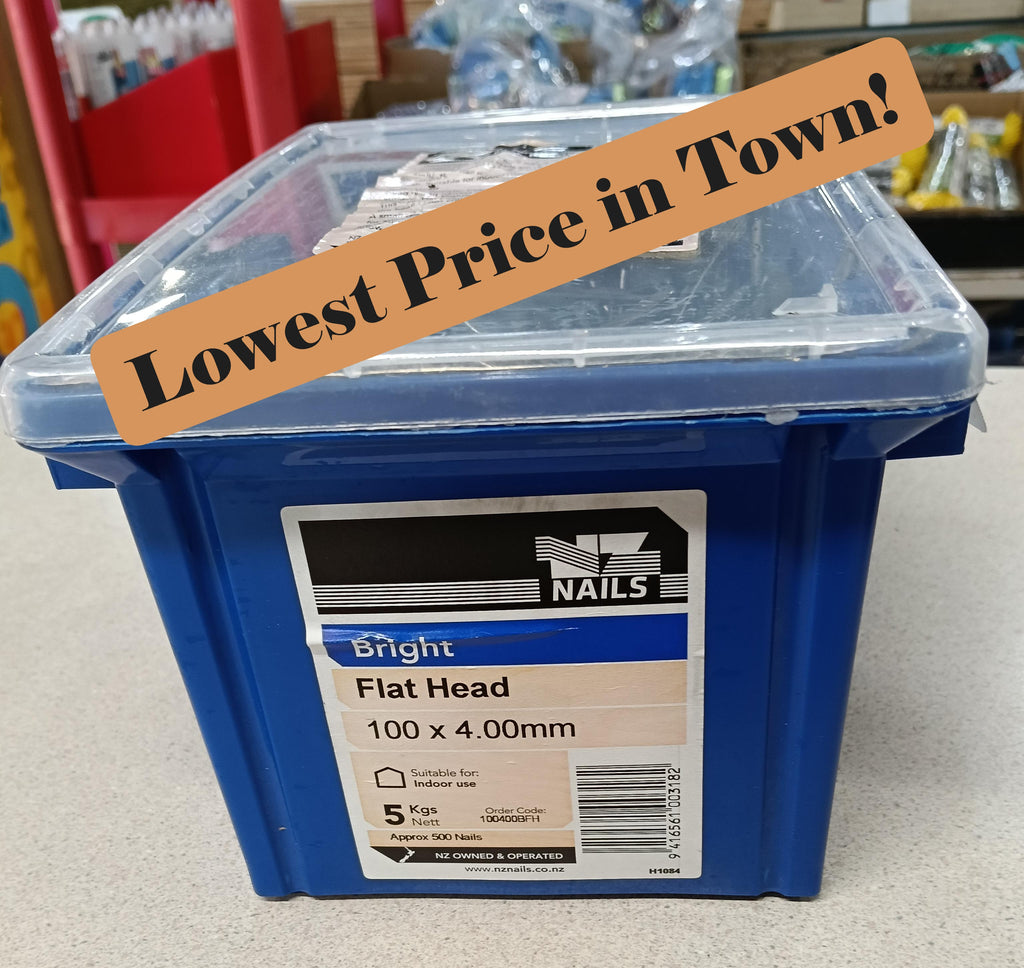 Lowest Price in Town!
NZ
NAILS
Bright
Flat Head
100 x 4.00mm
Suitable for:
Indoor use
5 Kgs
Nett
Order Code:
100400BFH
Approx 500 Nails
NZ OWNED & OPERATED
www.nznails.co.nz
9 416561 003182
H1084